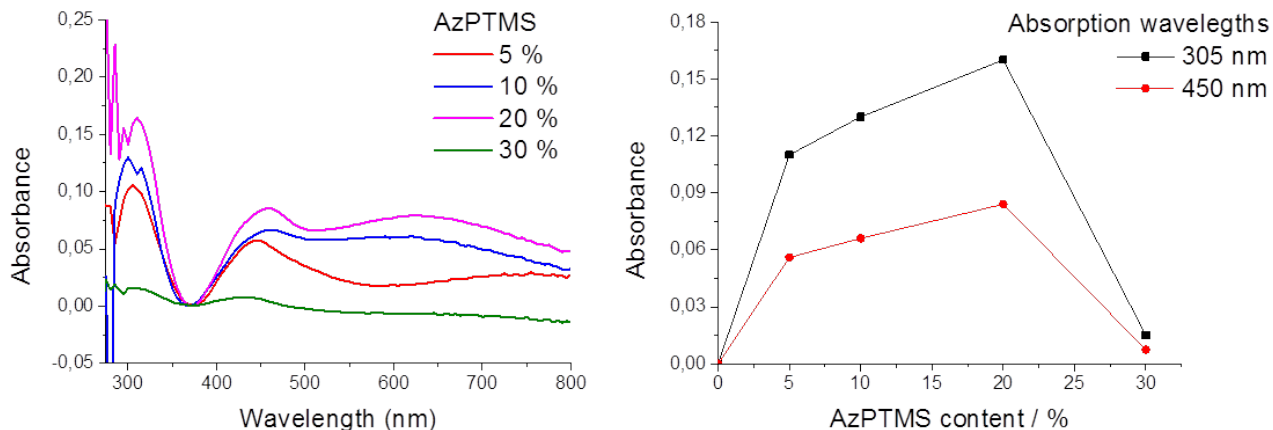 0,25
0,20
0,15
0,10
0,05
0,00
-0,05
Absorbance
AzPTMS
5 %
10 %
20 %
30 %
300 400 500 600 700 800
Wavelength (nm)
0,18
0,15
0,12
0,09
0,06
0,03
0,00
Absorbance
Absorption wavelegths
305 nm
450 nm
0 5 10 15 20 25 30
AzPTMS content / %